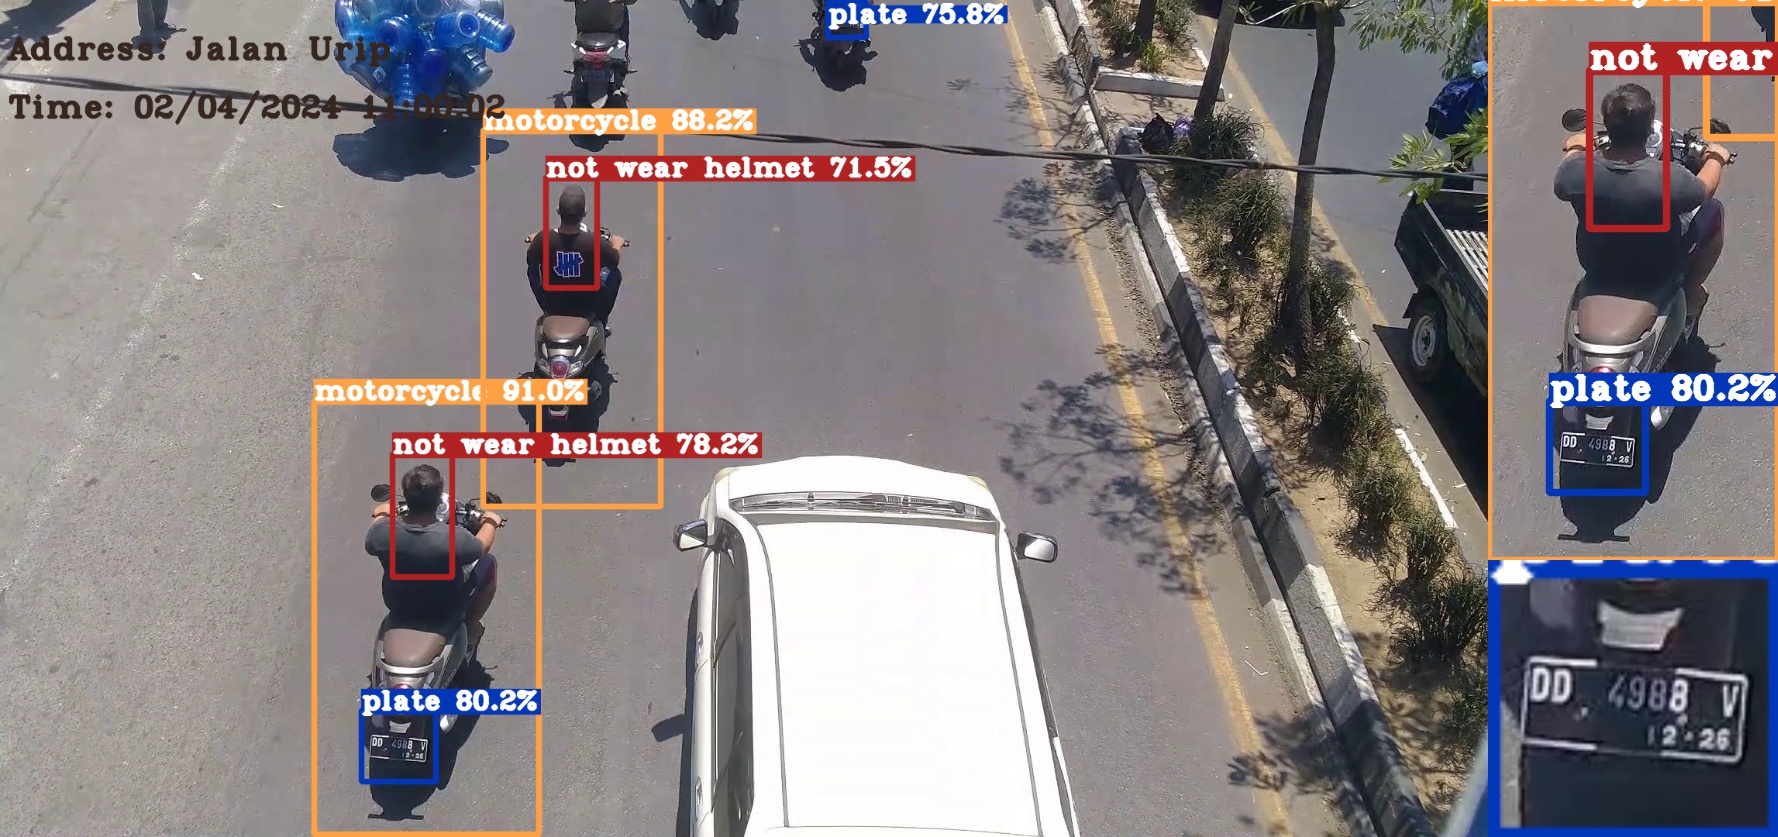 plate 75.8%
Address: Jalan Urip
Time: 02/04/2024 11:00:02
motorcycle 88.2%
not wear helmet 71.5%
motorcycle 91.0%
not wear helmet 78.2%
plate 80.2%
DD 4988 V
12·26
not wear
plate 80.2%
DD 4988 V
12·26
DD 4988 V
12·26